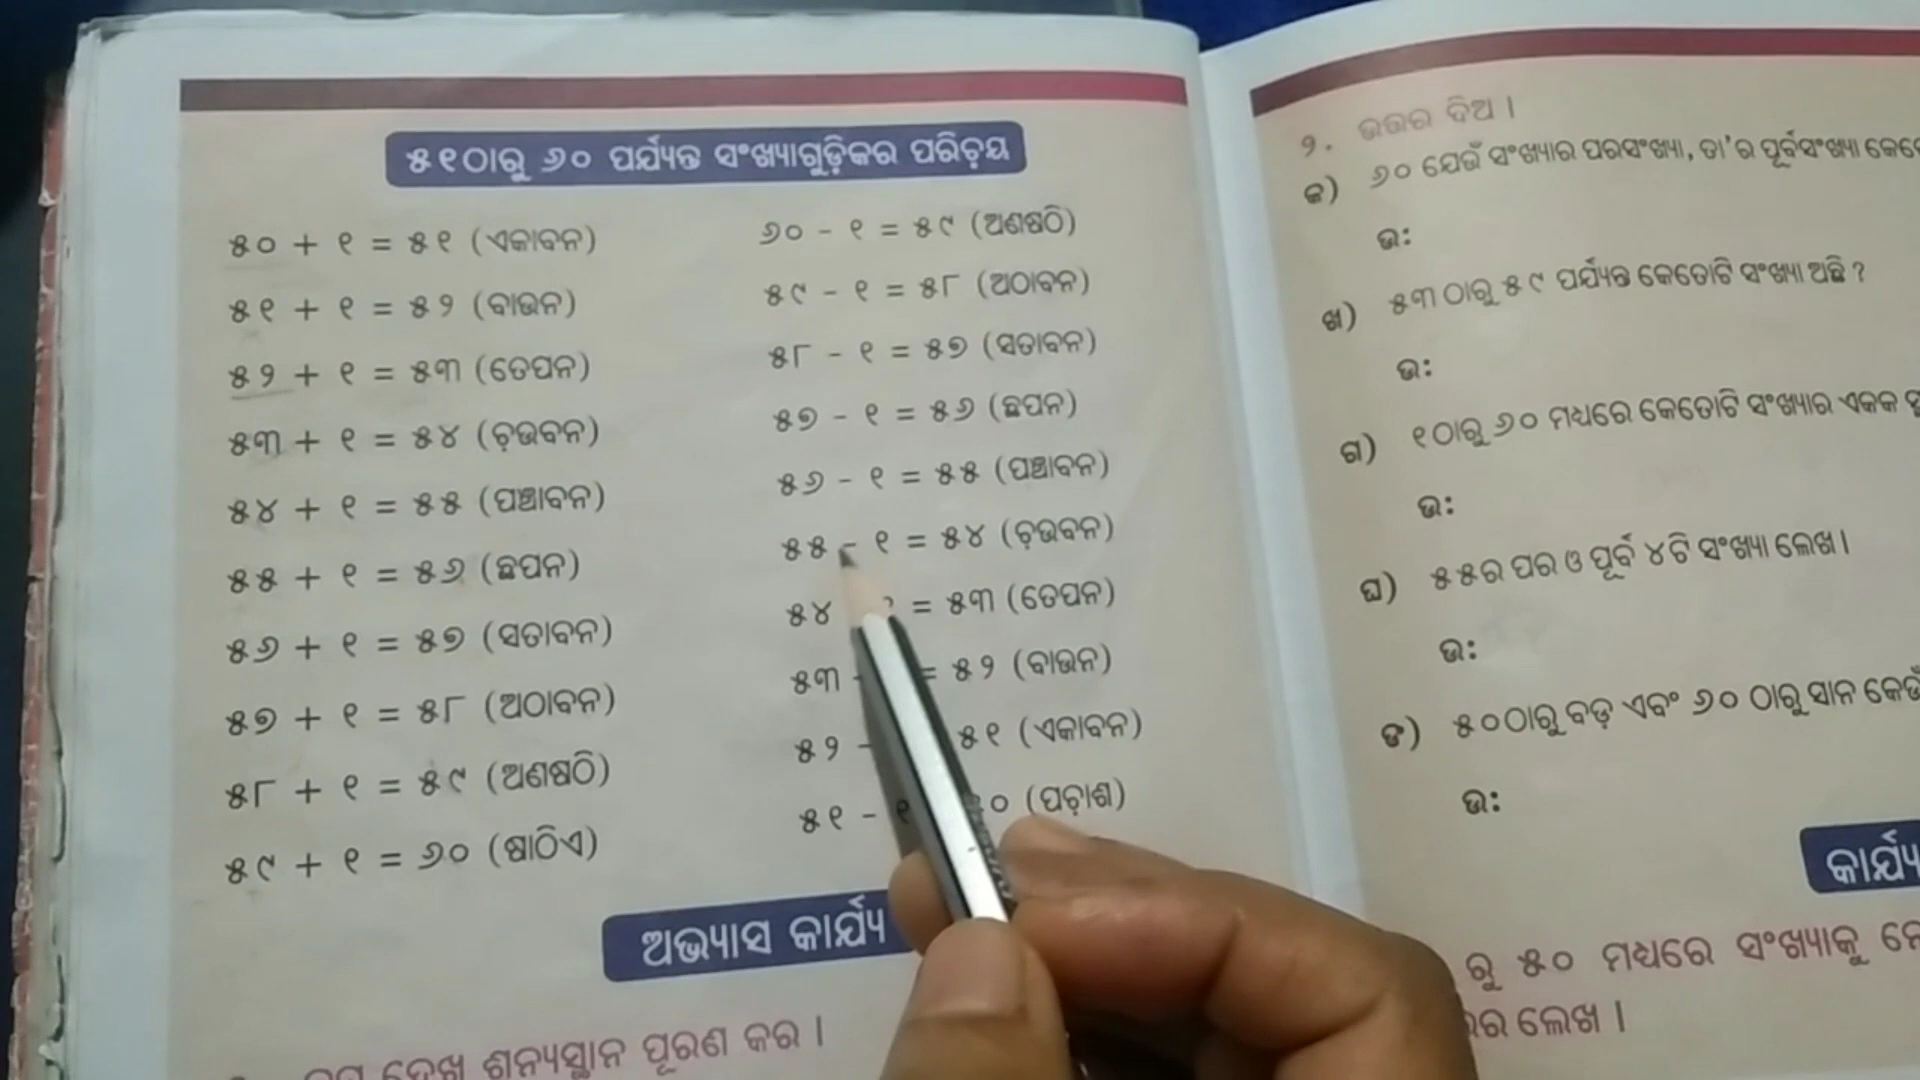 ୫୧ଠାରୁ ୬୦ ପର୍ଯ୍ୟନ୍ତ ସଂଖ୍ୟାଗୁଡ଼ିକର ପରିଚୟ
୫୦ + ୧ = ୫୧ (ଏକାବନ)
୫୧ + ୧ = ୫୨ (ବାଉନ)
୫୨ + ୧ = ୫୩ (ତେପନ)
୫୩ + ୧ = ୫୪ (ଚଉବନ)
୫୪ + ୧ = ୫୫ (ପଞ୍ଚାବନ)
୫୫ + ୧ = ୫୬ (ଛପନ)
୫୬ + ୧ = ୫୭ (ସତାବନ)
୫୭ + ୧ = ୫୮ (ଅଠାବନ)
୫୮ + ୧ = ୫୯ (ଅଣଷଠି)
୫୯ + ୧ = ୬୦ (ଷାଠିଏ)
୬୦ - ୧ = ୫୯ (ଅଣଷଠି)
୫୯ - ୧ = ୫୮ (ଅଠାବନ)
୫୮ - ୧ = ୫୭ (ସତାବନ)
୫୭ - ୧ = ୫୬ (ଛପନ)
୫୬ - ୧ = ୫୫ (ପଞ୍ଚାବନ)
୫୫ - ୧ = ୫୪ (ଚଉବନ)
୫୪ = ୫୩ (ତେପନ)
୫୩ - = ୫୨ (ବାଉନ)
୫୨ - ୫୧ (ଏକାବନ)
୫୧ - ୧ (ପଚାଶ)
ଅଭ୍ୟାସ କାର୍ଯ୍ୟ
ଦେଖି ଶୂନ୍ୟସ୍ଥାନ ପୂରଣ କର ।
୨. ଉତ୍ତର ଦିଅ ।
କ) ୬୦ ଯେଉଁ ସଂଖ୍ୟାର ପରସଂଖ୍ୟା, ତା'ର ପୂର୍ବସଂଖ୍ୟା
ଉଃ
ଖ) ୫୩ ଠାରୁ ୫୯ ପର୍ଯ୍ୟନ୍ତ କେତୋଟି ସଂଖ୍ୟା ଅଛି ?
ଉଃ
ଗ) ୧ଠାରୁ ୬୦ ମଧ୍ୟରେ କେତୋଟି ସଂଖ୍ୟାର ଏକକ
ଉଃ
ଘ) ୫୫ର ପର ଓ ପୂର୍ବ ୪ଟି ସଂଖ୍ୟା ଲେଖ ।
ଉଃ
ଙ) ୫୦ଠାରୁ ବଡ଼ ଏବଂ ୬୦ ଠାରୁ ସାନ
ଉଃ
ରୁ ୫୦ ମଧ୍ୟରେ ସଂଖ୍ୟାକୁ
ଲେଖ ।